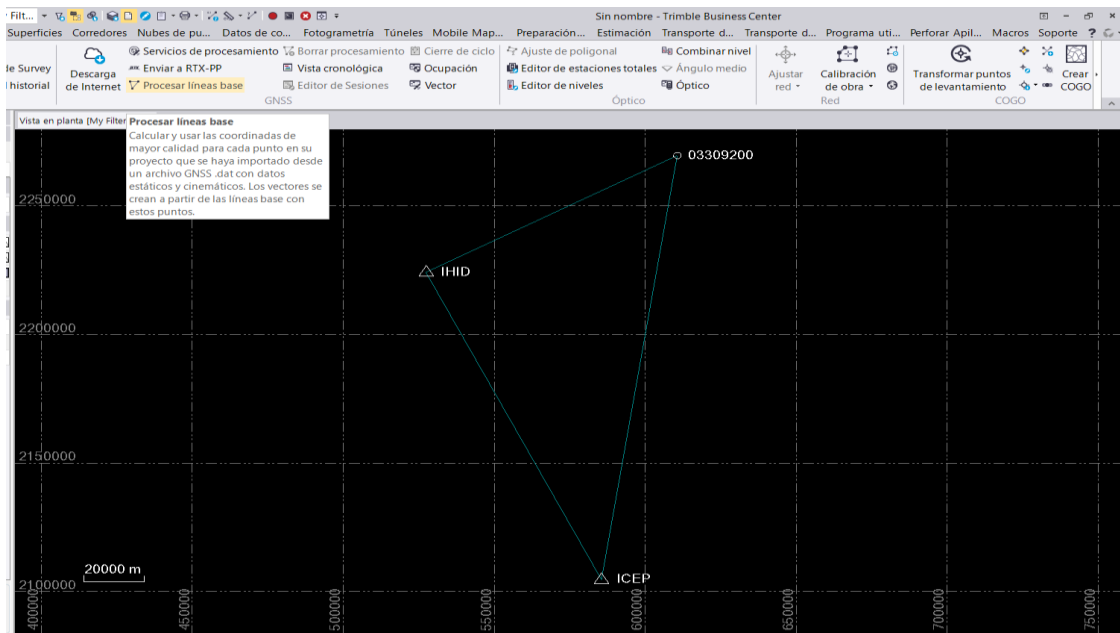 Filt...
Sin nombre - Trimble Business Center
Superficies Corredores Nubes de pu... Datos de co... Fotogrametría Túneles Mobile Map... Preparación... Estimación Transporte d... Transporte d... Programa uti... Perforar Apil... Macros Soporte ?
le Survey
l historial
Descarga
de Internet
Servicios de procesamiento
Enviar a RTX-PP
Procesar líneas base
Borrar procesamiento
Vista cronológica
Editor de Sesiones
Cierre de ciclo
Ocupación
Vector
GNSS
Ajuste de poligonal
Editor de estaciones totales
Editor de niveles
Combinar nivel
Ángulo medio
Óptico
Óptico
Ajustar
red
Calibración
de obra
Red
Transformar puntos
de levantamiento
Crear
COGO
COGO
Vista en planta [My Filter
Procesar líneas base
Calcular y usar las coordinadas de
mayor calidad para cada punto en su
proyecto que se haya importado desde
un archivo GNSS .dat con datos
estáticos y cinemáticos. Los vectores se
crean a partir de las líneas base con
estos puntos.
03309200
2250000
IHID
2200000
2150000
20000 m
ICEP
2100000
400000
450000
500000
550000
600000
650000
700000
750000